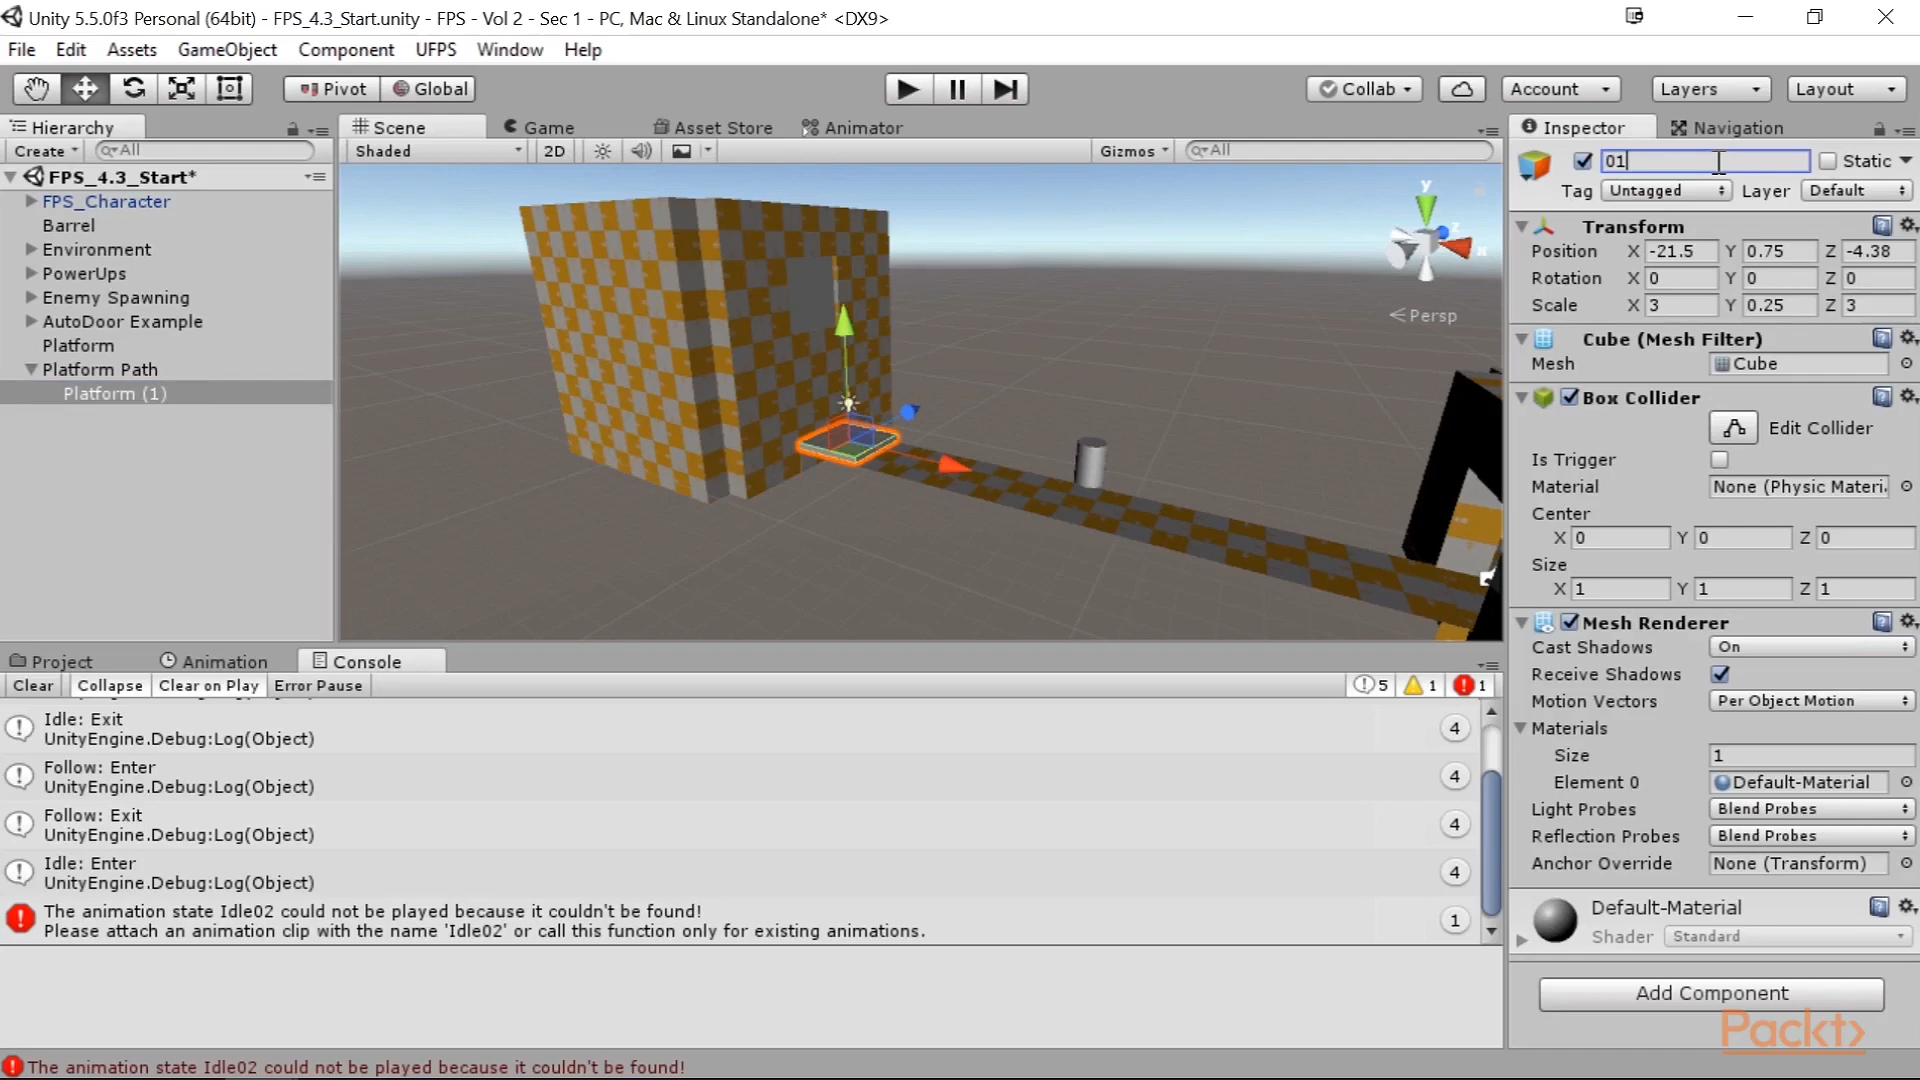 Unity 5.5.0f3 Personal (64bit) - FPS_4.3_Start.unity - FPS - Vol 2 - Sec 1 - PC, Mac & Linux Standalone* <DX9>
File Edit Assets GameObject Component UFPS Window Help
Pivot Global Collab Account Layers Layout
Hierarchy
Create All
FPS_4.3_Start*
FPS_Character
Barrel
Environment
PowerUps
Enemy Spawning
AutoDoor Example
Platform
Platform Path
Platform (1)
Scene Game Asset Store Animator
Shaded 2D Gizmos All
y
z
x
Persp
Project Animation Console
Clear Collapse Clear on Play Error Pause 5 1 1
Idle: Exit
UnityEngine.Debug:Log(Object) 4
Follow: Enter
UnityEngine.Debug:Log(Object) 4
Follow: Exit
UnityEngine.Debug:Log(Object) 4
Idle: Enter
UnityEngine.Debug:Log(Object) 4
The animation state Idle02 could not be played because it couldn't be found!
Please attach an animation clip with the name 'Idle02' or call this function only for existing animations. 1
The animation state Idle02 could not be played because it couldn't be found!
Inspector Navigation
01 Static
Tag Untagged Layer Default
Transform
Position X -21.5 Y 0.75 Z -4.38
Rotation X 0 Y 0 Z 0
Scale X 3 Y 0.25 Z 3
Cube (Mesh Filter)
Mesh Cube
Box Collider
Edit Collider
Is Trigger
Material None (Physic Materi
Center
X 0 Y 0 Z 0
Size
X 1 Y 1 Z 1
Mesh Renderer
Cast Shadows On
Receive Shadows
Motion Vectors Per Object Motion
Materials
Size 1
Element 0 Default-Material
Light Probes Blend Probes
Reflection Probes Blend Probes
Anchor Override None (Transform)
Default-Material
Shader Standard
Add Component
Packt>